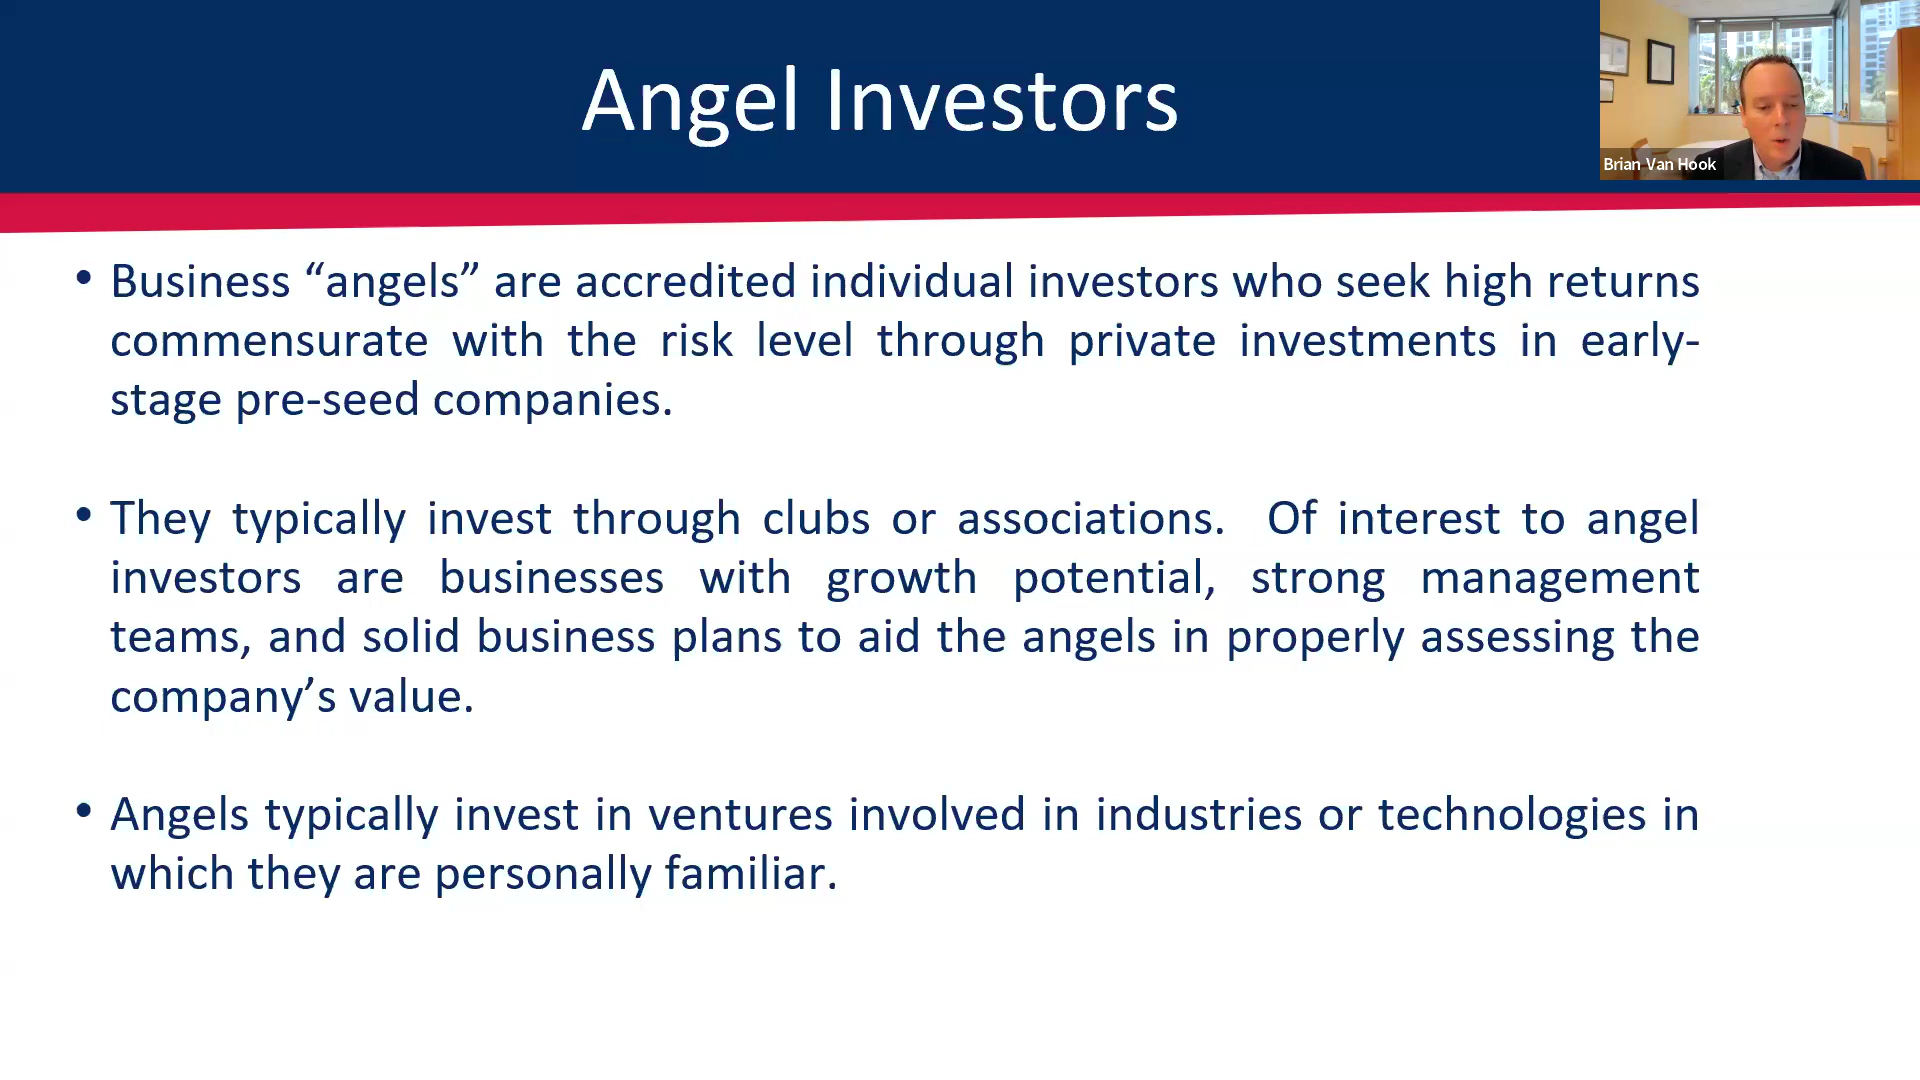 Angel Investors
Brian Van Hook
• Business “angels” are accredited individual investors who seek high returns
commensurate with the risk level through private investments in early-
stage pre-seed companies.
• They typically invest through clubs or associations.  Of interest to angel
investors are businesses with growth potential, strong management
teams, and solid business plans to aid the angels in properly assessing the
company’s value.
• Angels typically invest in ventures involved in industries or technologies in
which they are personally familiar.